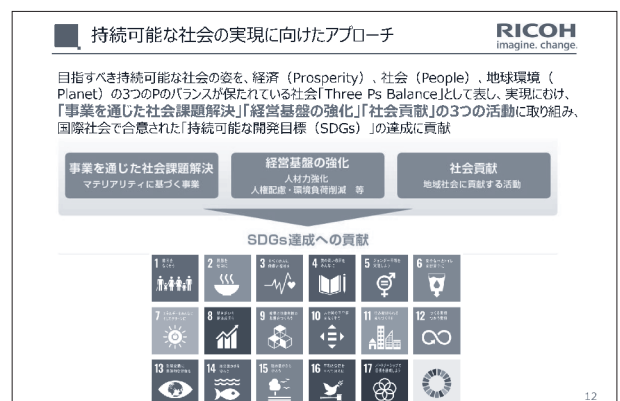 持続可能な社会の実現に向けたアプローチ
RICOH
imagine. change.
目指すべき持続可能な社会の姿を、経済（Prosperity）、社会（People）、地球環境（
Planet）の3つのPのバランスが保たれている社会「Three Ps Balance」として表し、実現にむけ、
「事業を通じた社会課題解決」「経営基盤の強化」「社会貢献」の3つの活動に取り組み、
国際社会で合意された「持続可能な開発目標（SDGs）」の達成に貢献
事業を通じた社会課題解決
マテリアリティに基づく事業
経営基盤の強化
人材力強化
人権配慮・環境負荷削減　等
社会貢献
地域社会に貢献する活動
SDGs達成への貢献
1
2
3
4
5
6
7
8
9
10
11
12
13
14
15
16
17
12